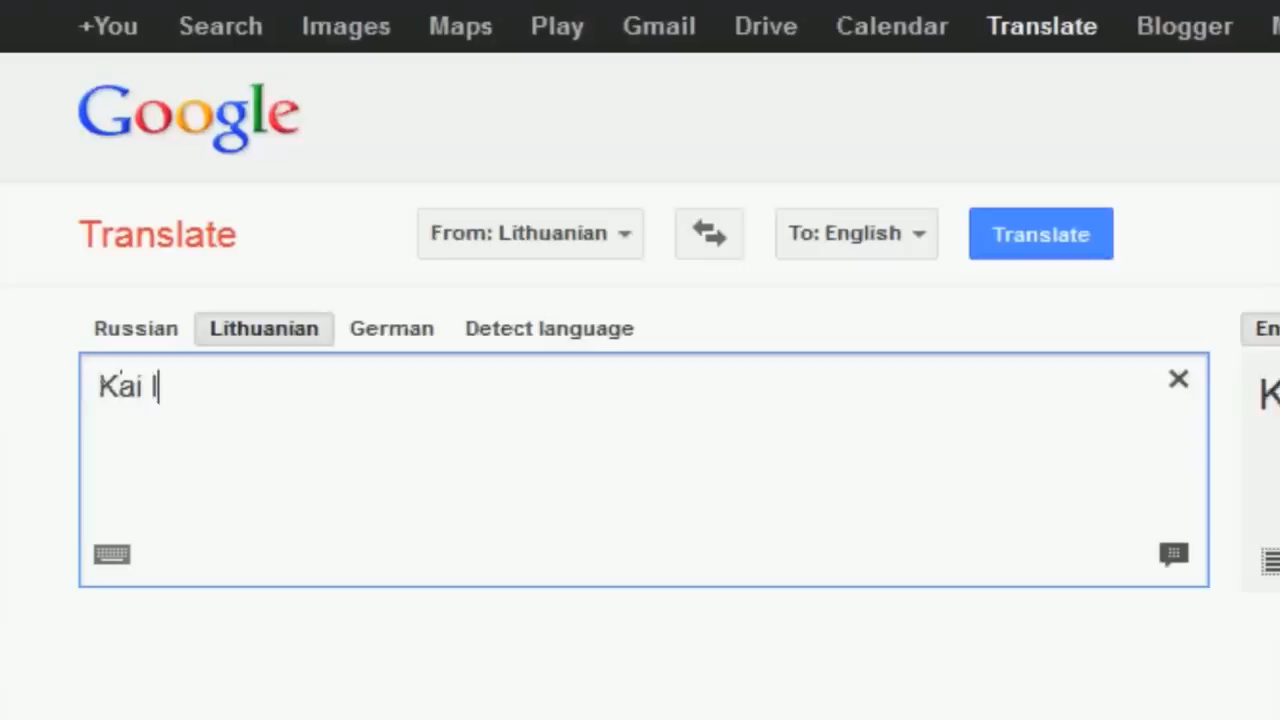 +You Search Images Maps Play Gmail Drive Calendar Translate Blogger
Google
Translate From: Lithuanian To: English Translate
Russian Lithuanian German Detect language
Kai l